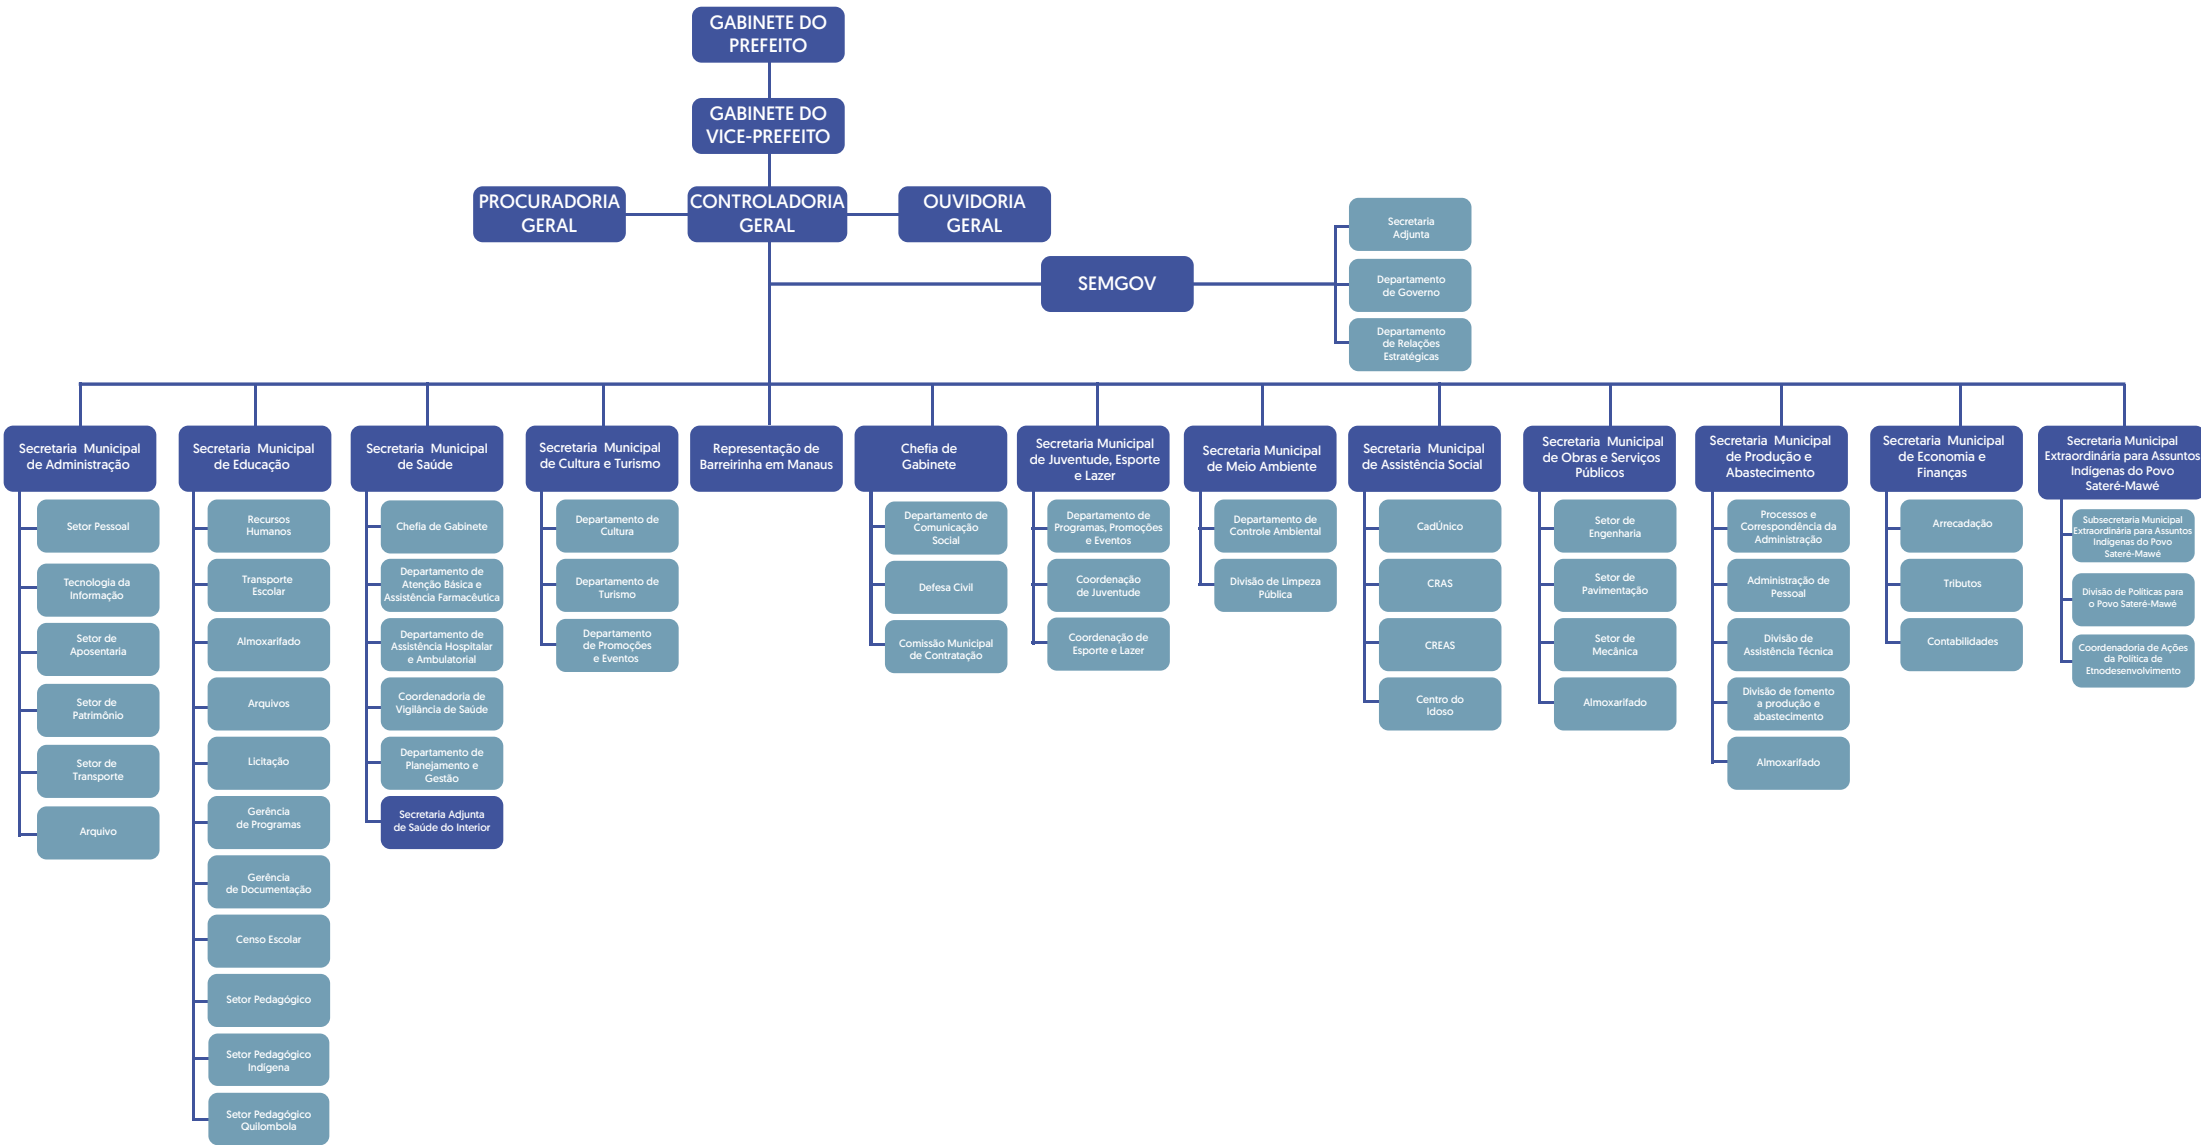 GABINETE DO
PREFEITO
GABINETE DO
VICE-PREFEITO
PROCURADORIA
GERAL
CONTROLADORIA
GERAL
OUVIDORIA
GERAL
SEMGOV
Secretaria
Adjunta
Departamento
de Governo
Departamento
de Relações
Estratégicas
Secretaria Municipal
de Administração
Setor Pessoal
Tecnologia da
Informação
Setor de
Aposentaria
Setor de
Patrimônio
Setor de
Transporte
Arquivo
Secretaria Municipal
de Educação
Recursos
Humanos
Transporte
Escolar
Almoxarifado
Arquivos
Licitação
Gerência
de Programas
Gerência
de Documentação
Censo Escolar
Setor Pedagógico
Setor Pedagógico
Indígena
Setor Pedagógico
Quilombola
Secretaria Municipal
de Saúde
Chefia de Gabinete
Departamento de
Atenção Básica e
Assistência Farmacêutica
Departamento de
Assistência Hospitalar
e Ambulatorial
Coordenadoria de
Vigilância de Saúde
Departamento de
Planejamento e
Gestão
Secretaria Adjunta
de Saúde do Interior
Secretaria Municipal
de Cultura e Turismo
Departamento de
Cultura
Departamento de
Turismo
Departamento
de Promoções
e Eventos
Representação de
Barreirinha em Manaus
Chefia de
Gabinete
Departamento de
Comunicação
Social
Defesa Civil
Comissão Municipal
de Contratação
Secretaria Municipal
de Juventude, Esporte
e Lazer
Departamento de
Programas, Promoções
e Eventos
Coordenação
de Juventude
Coordenação de
Esporte e Lazer
Secretaria Municipal
de Meio Ambiente
Departamento de
Controle Ambiental
Divisão de Limpeza
Pública
Secretaria Municipal
de Assistência Social
CadÚnico
CRAS
CREAS
Centro do
Idoso
Secretaria Municipal
de Obras e Serviços
Públicos
Setor de
Engenharia
Setor de
Pavimentação
Setor de
Mecânica
Almoxarifado
Secretaria Municipal
de Produção e
Abastecimento
Processos e
Correspondência da
Administração
Administração de
Pessoal
Divisão de
Assistência Técnica
Divisão de fomento
a produção e
abastecimento
Almoxarifado
Secretaria Municipal
de Economia e
Finanças
Arrecadação
Tributos
Contabilidades
Secretaria Municipal
Extraordinária para Assuntos
Indígenas do Povo
Sateré-Mawé
Subsecretaria Municipal
Extraordinária para Assuntos
Indígenas do Povo
Sateré-Mawé
Divisão de Políticas para
o Povo Sateré-Mawé
Coordenadoria de Ações
da Política de
Etnodesenvolvimento